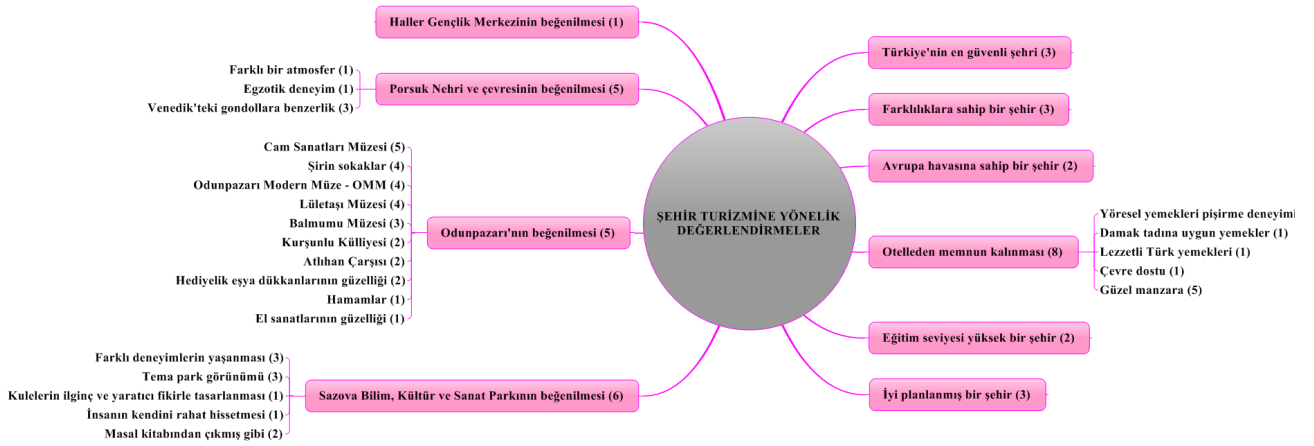 Haller Gençlik Merkezinin beğenilmesi (1)
Farklı bir atmosfer (1)
Egzotik deneyim (1)
Venedik'teki gondollara benzerlik (3)
Porsuk Nehri ve çevresinin beğenilmesi (5)
Cam Sanatları Müzesi (5)
Şirin sokaklar (4)
Odunpazarı Modern Müze - OMM (4)
Lületaşı Müzesi (4)
Balmumu Müzesi (3)
Kurşunlu Külliyesi (2)
Atlıhan Çarşısı (2)
Hediyelik eşya dükkanlarının güzelliği (2)
Hamamlar (1)
El sanatlarının güzelliği (1)
Odunpazarı'nın beğenilmesi (5)
Farklı deneyimlerin yaşanması (3)
Tema park görünümü (3)
Kulelerin ilginç ve yaratıcı fikirle tasarlanması (1)
İnsanın kendini rahat hissetmesi (1)
Masal kitabından çıkmış gibi (2)
Sazova Bilim, Kültür ve Sanat Parkının beğenilmesi (6)
ŞEHİR TURİZMİNE YÖNELİK
DEĞERLENDİRMELER
Türkiye'nin en güvenli şehri (3)
Farklılıklara sahip bir şehir (3)
Avrupa havasına sahip bir şehir (2)
Otelleden memnun kalınması (8)
Yöresel yemekleri pişirme deneyimi
Damak tadına uygun yemekler (1)
Lezzetli Türk yemekleri (1)
Çevre dostu (1)
Güzel manzara (5)
Eğitim seviyesi yüksek bir şehir (2)
İyi planlanmış bir şehir (3)